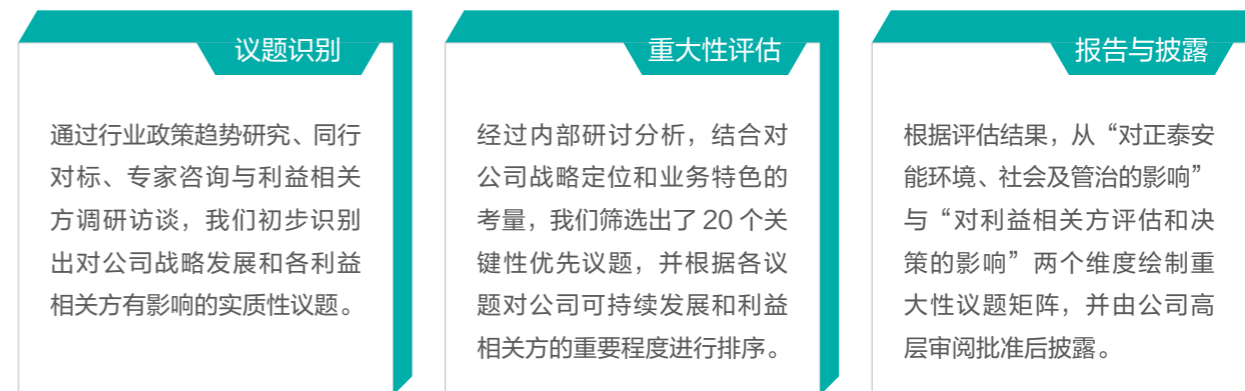 议题识别
通过行业政策趋势研究、同行
对标、专家咨询与利益相关
方调研访谈，我们初步识别
出对公司战略发展和各利益
相关方有影响的实质性议题。
重大性评估
经过内部研讨分析，结合对
公司战略定位和业务特色的
考量，我们筛选出了 20 个关
键性优先议题，并根据各议
题对公司可持续发展和利益
相关方的重要程度进行排序。
报告与披露
根据评估结果，从“对正泰安
能环境、社会及管治的影响”
与“对利益相关方评估和决
策的影响”两个维度绘制重
大性议题矩阵，并由公司高
层审阅批准后披露。